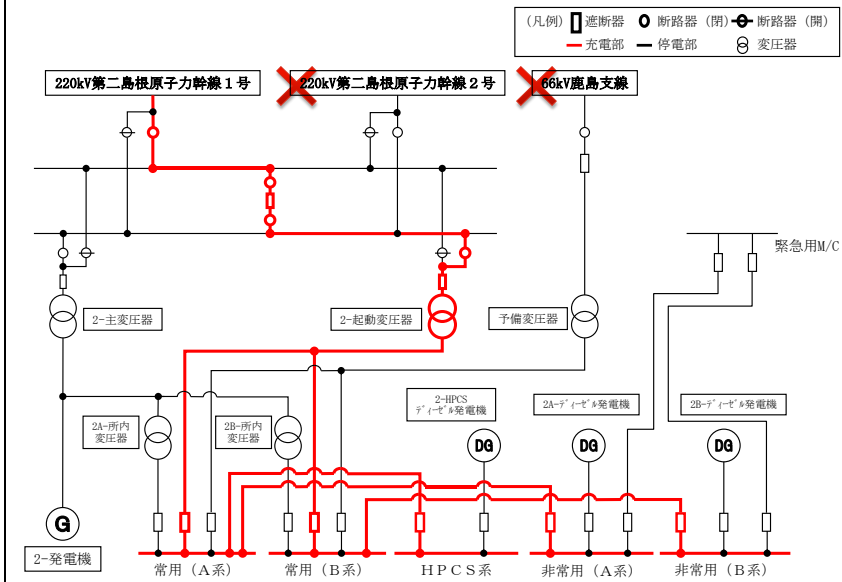 (凡例) 遮断器 断路器 (閉) 断路器 (開)
充電部 停電部 変圧器
220kV第二島根原子力幹線1号
220kV第二島根原子力幹線2号
66kV鹿島支線
緊急用M/C
2-主変圧器
2-起動変圧器
予備変圧器
2-HPCS
ディーゼル発電機
2A-ディーゼル発電機
2B-ディーゼル発電機
2A-所内
変圧器
2B-所内
変圧器
DG
DG
DG
G
2-発電機
常用 (A系)
常用 (B系)
HPCS系
非常用 (A系)
非常用 (B系)